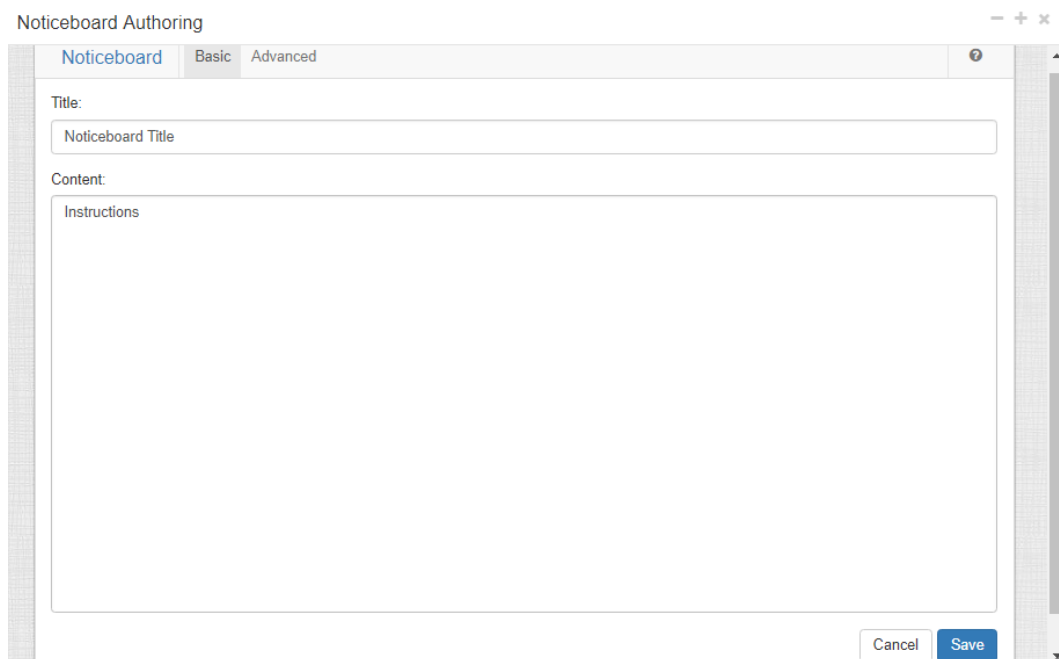 Noticeboard Authoring
Noticeboard Basic Advanced
Title:
Noticeboard Title
Content:
Instructions
Cancel Save